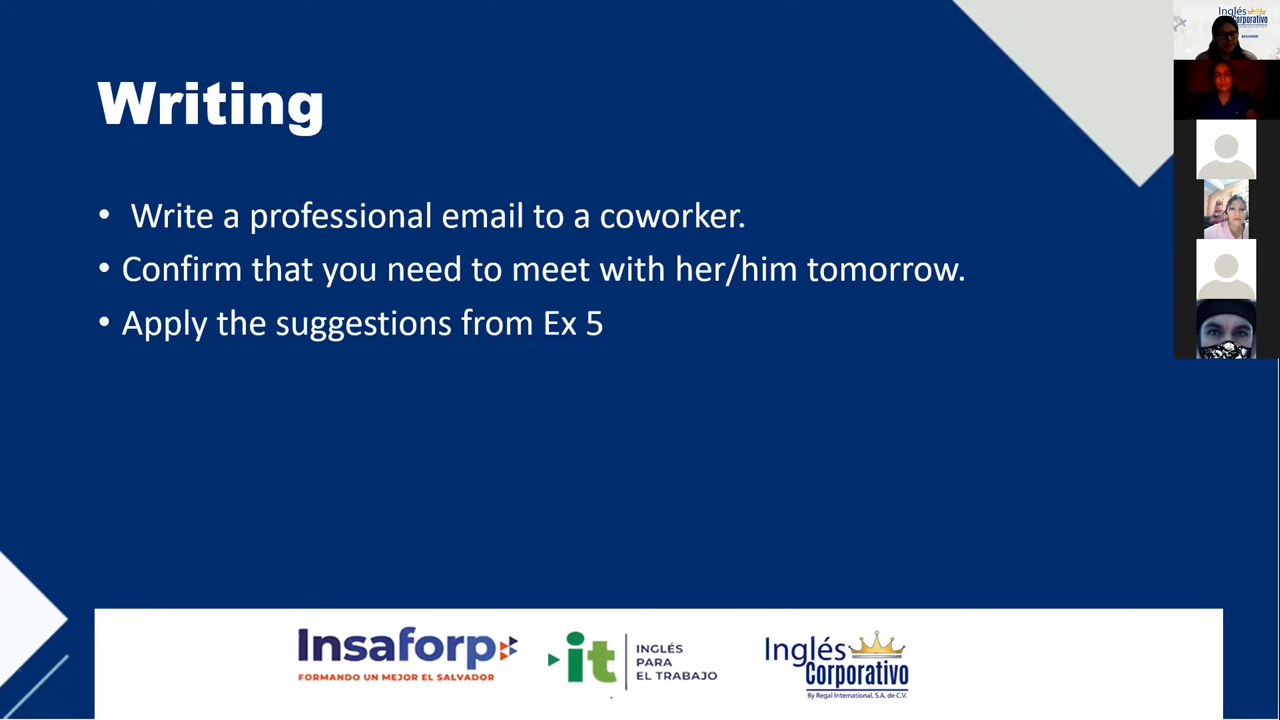 Writing
• Write a professional email to a coworker.
• Confirm that you need to meet with her/him tomorrow.
• Apply the suggestions from Ex 5
Insaforp
FORMANDO UN MEJOR EL SALVADOR
it
INGLÉS
PARA
EL TRABAJO
Inglés
Corporativo
By Regal International, S.A. de C.V.
Inglés
Corporativo
BEGINNER